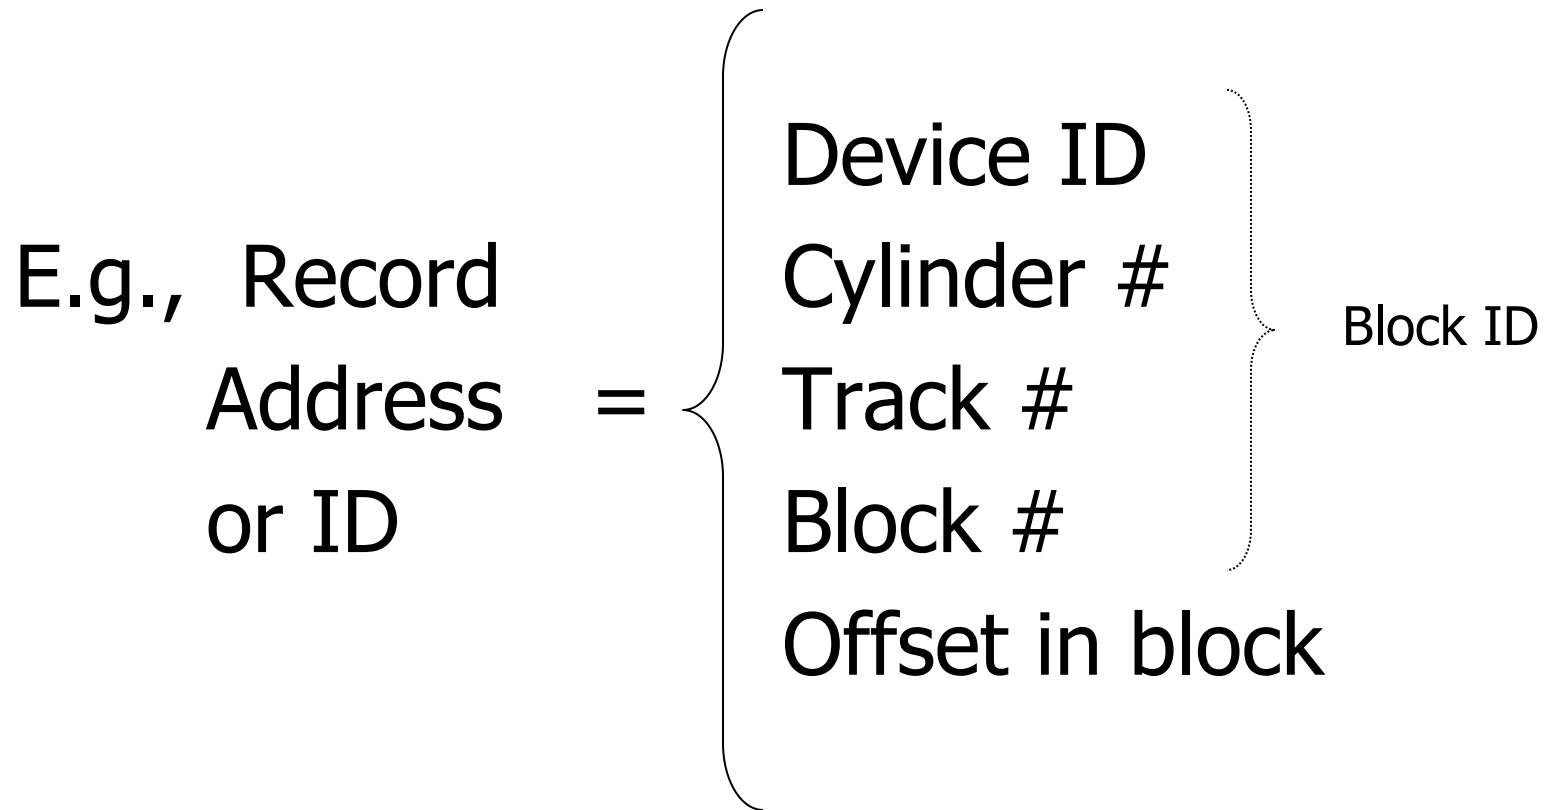 E.g., Record
Address =
or ID
Device ID
Cylinder #
Track #
Block #
Offset in block
Block ID